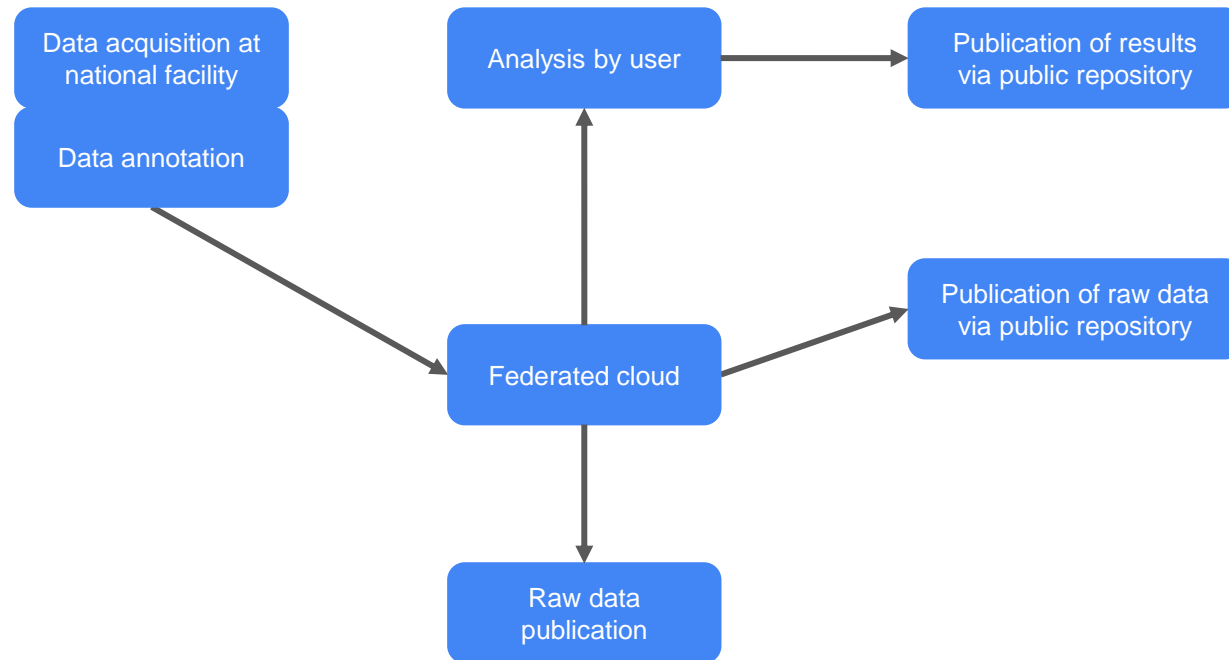 Data acquisition at
national facility
Data annotation
Analysis by user
Publication of results
via public repository
Federated cloud
Publication of raw data
via public repository
Raw data
publication